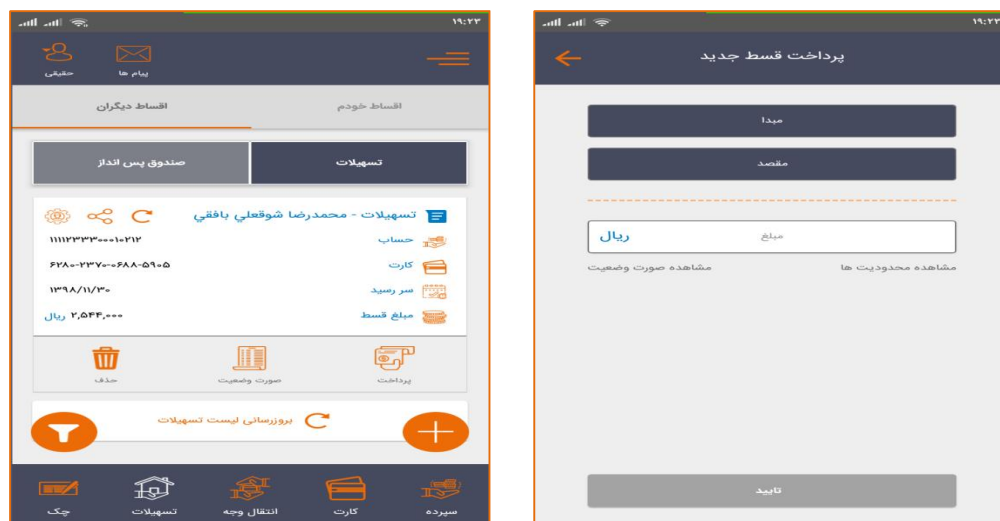 ۱۹:۲۳
پیام ها
حقیقی
اقساط خودم
اقساط دیگران
تسهیلات
صندوق پس انداز
تسهیلات - محمدرضا شوقعلي بافقي
حساب
۱۱۱۱۲۳۳۳۰۰۰۱۰۲۱۲
کارت
۶۲۸۰-۲۳۷۰-۰۶۸۸-۵۹۰۵
سر رسید
۱۳۹۸/۱۱/۳۰
مبلغ قسط
۲,۵۴۴,۰۰۰ ریال
پرداخت
صورت وضعیت
حذف
بروزرسانی لیست تسهیلات
سپرده
کارت
انتقال وجه
تسهیلات
چک
۱۹:۲۳
پرداخت قسط جدید
مبدا
مقصد
مبلغ
ریال
مشاهده محدودیت ها
مشاهده صورت وضعیت
تایید